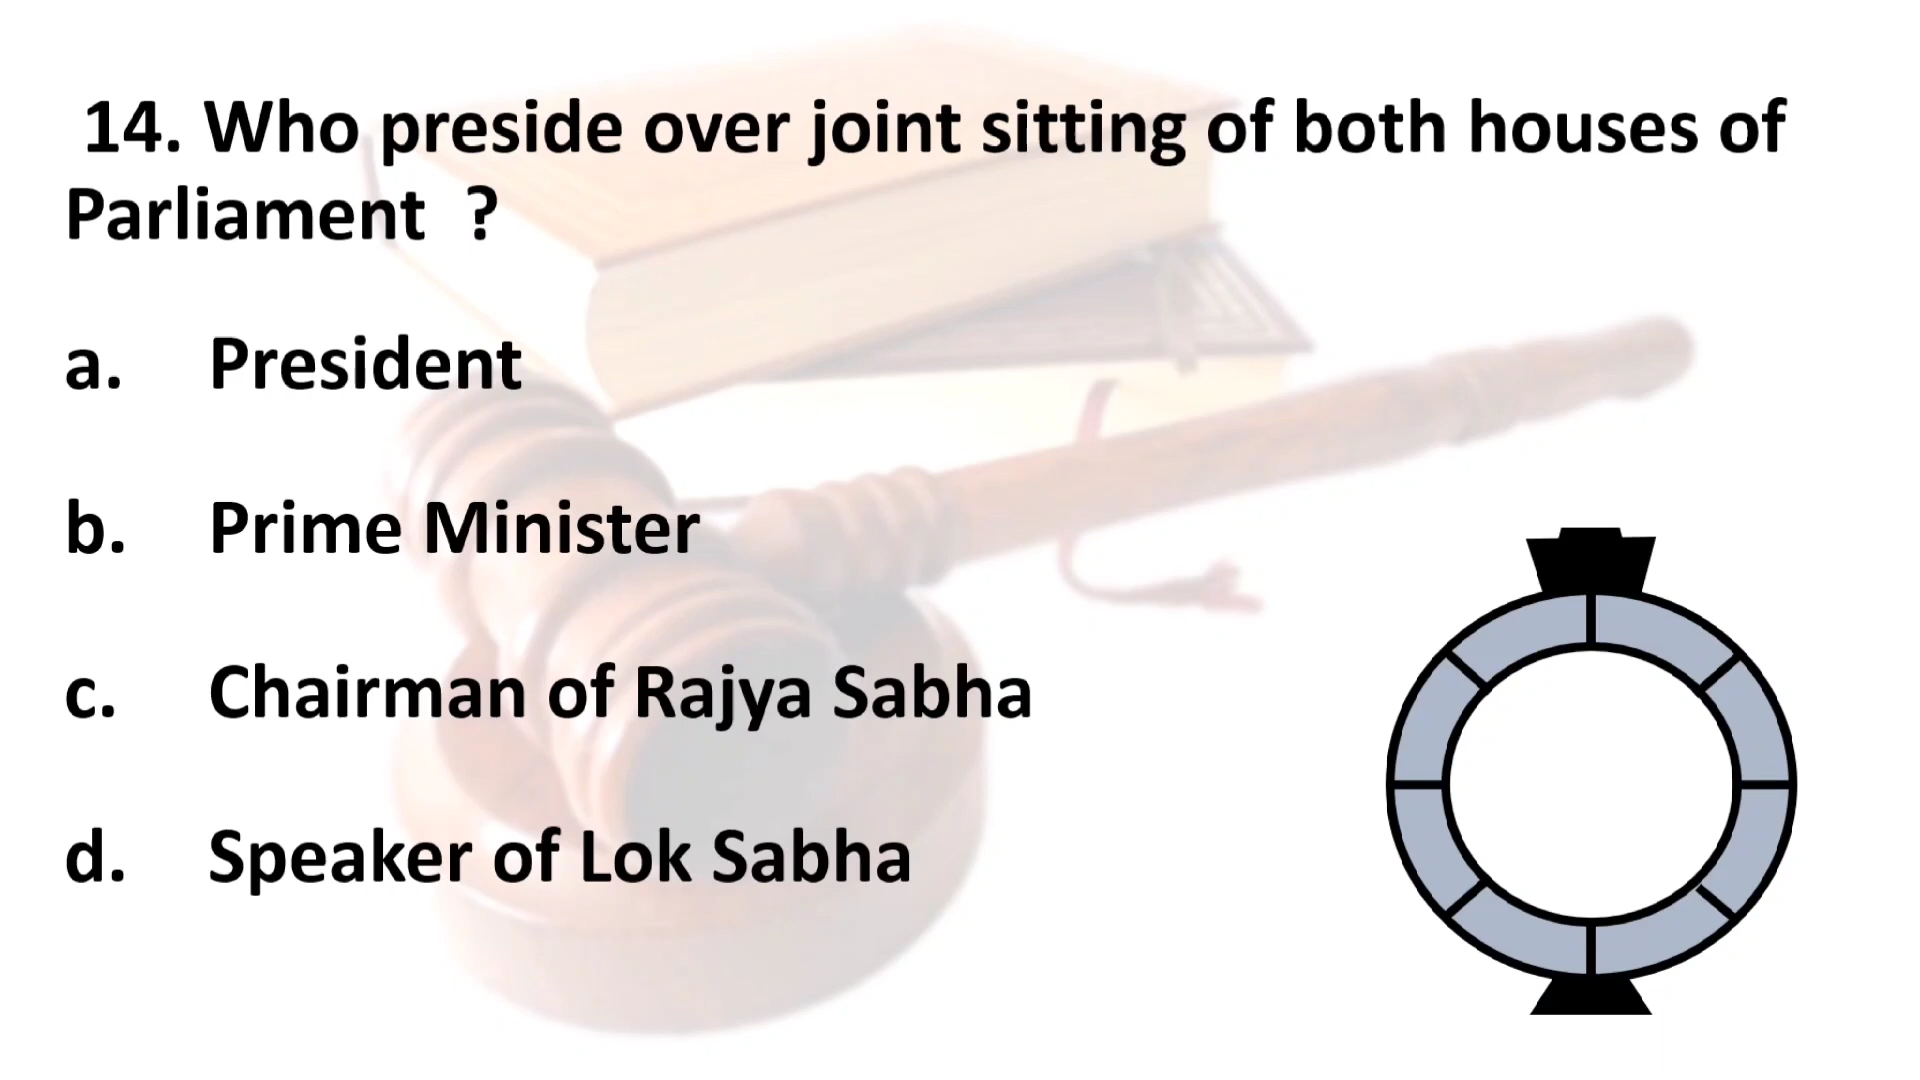 14. Who preside over joint sitting of both houses of
Parliament ?
a. President
b. Prime Minister
c. Chairman of Rajya Sabha
d. Speaker of Lok Sabha